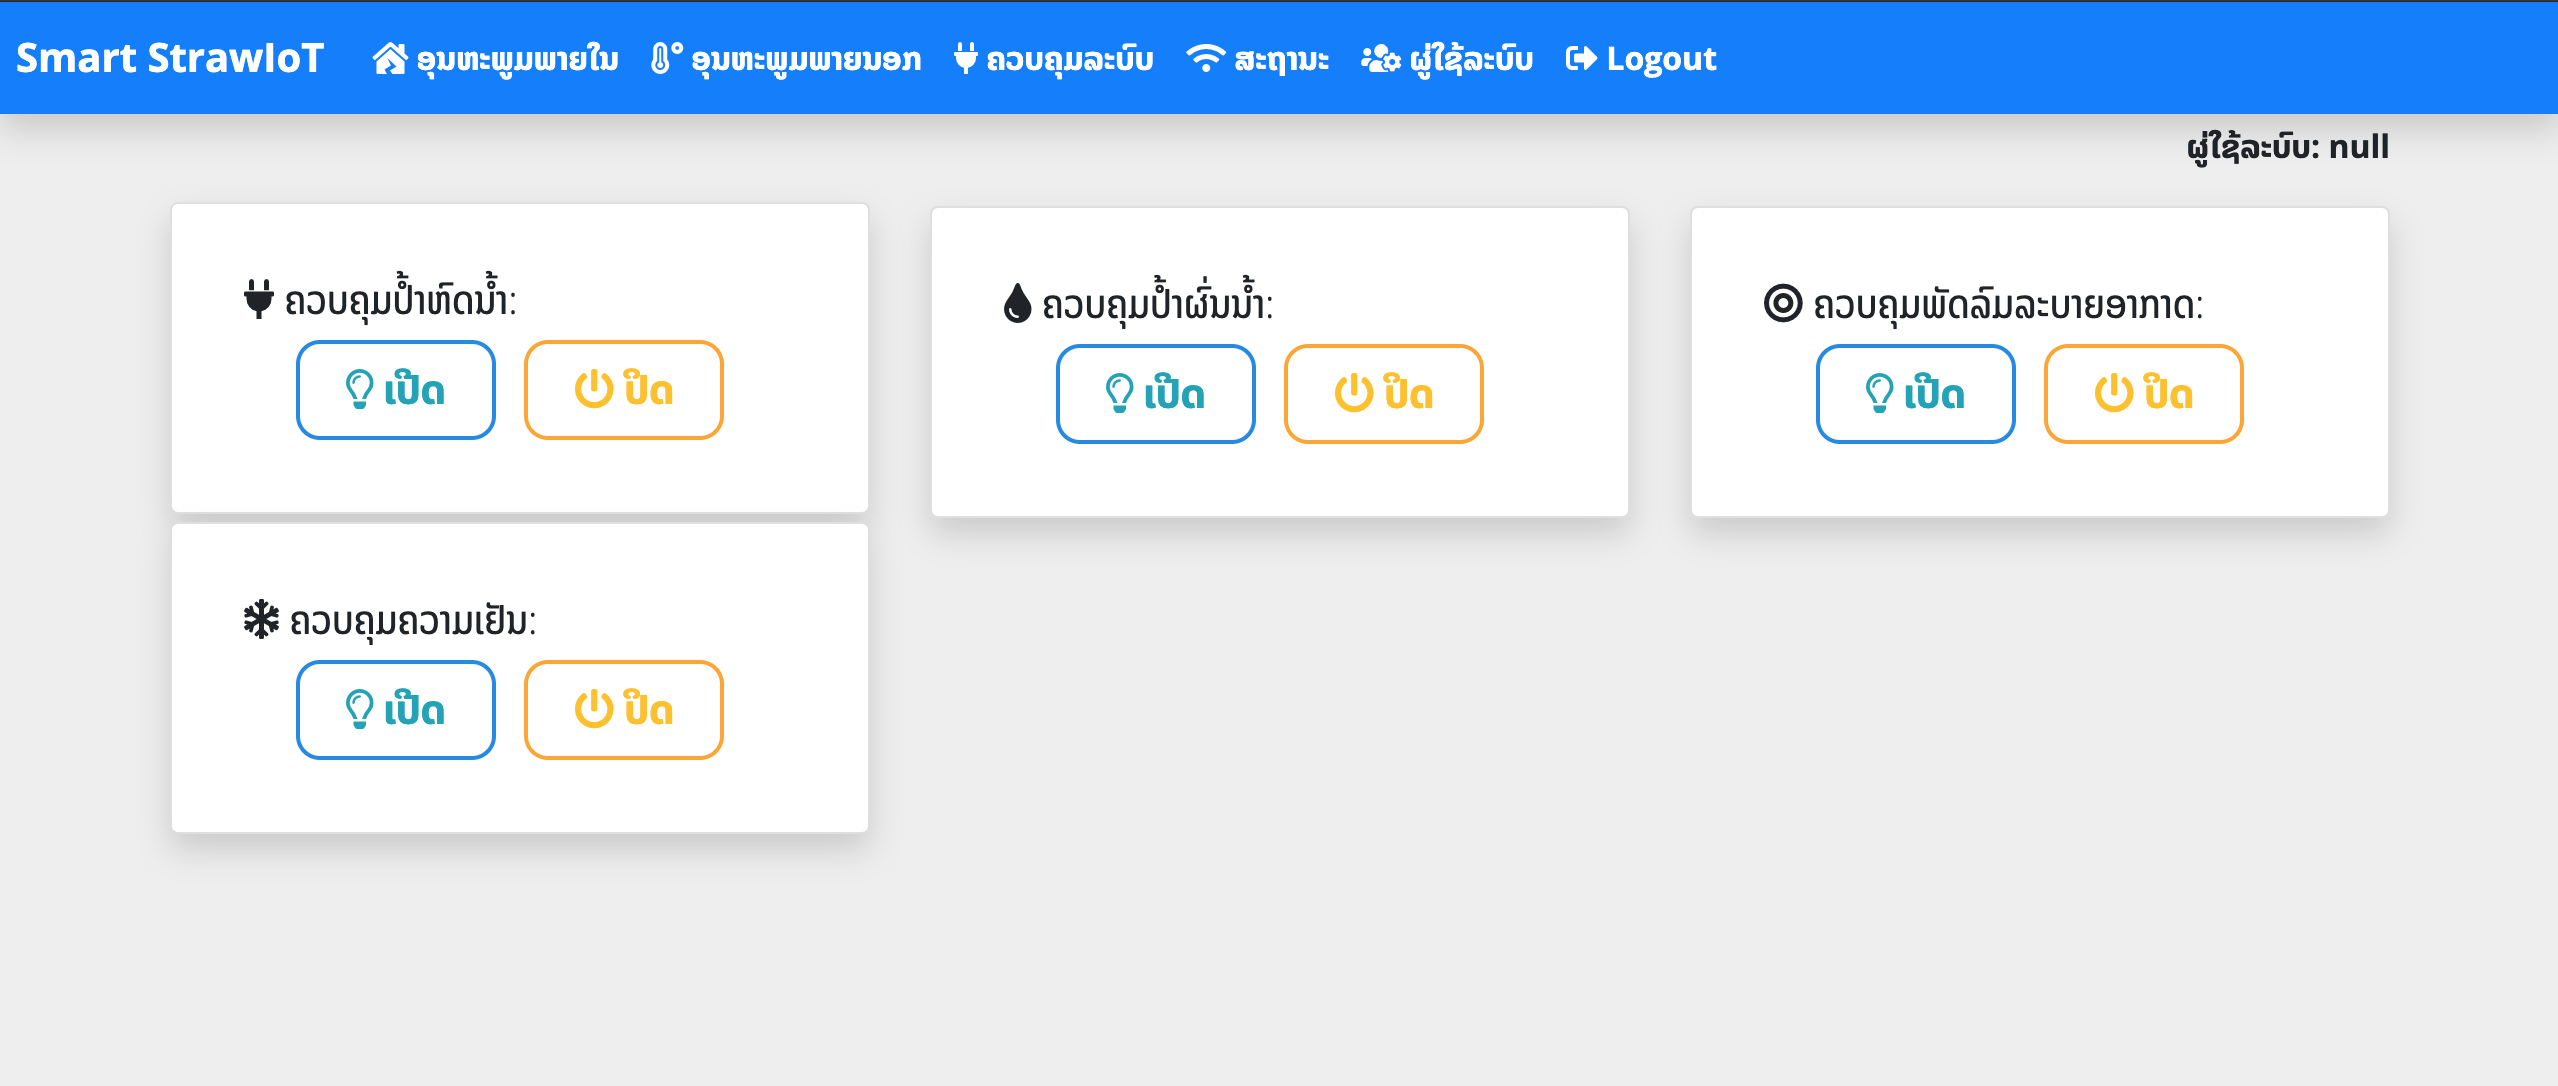 Smart StrawIoT ອຸນຫະພູມພາຍໃນ ອຸນຫະພູມພາຍນອກ ຄວບຄຸມລະບົບ ສະຖານະ ຜູ່ໃຊ້ລະບົບ Logout
ຜູ່ໃຊ້ລະບົບ: null
ຄວບຄຸມປ້ຳຫົດນ້ຳ:
ເປີດ ປິດ
ຄວບຄຸມປ້ຳຜົ່ນນ້ຳ:
ເປີດ ປິດ
ຄວບຄຸມພັດລົມລະບາຍອາກາດ:
ເປີດ ປິດ
ຄວບຄຸມຄວາມເຢັນ:
ເປີດ ປິດ